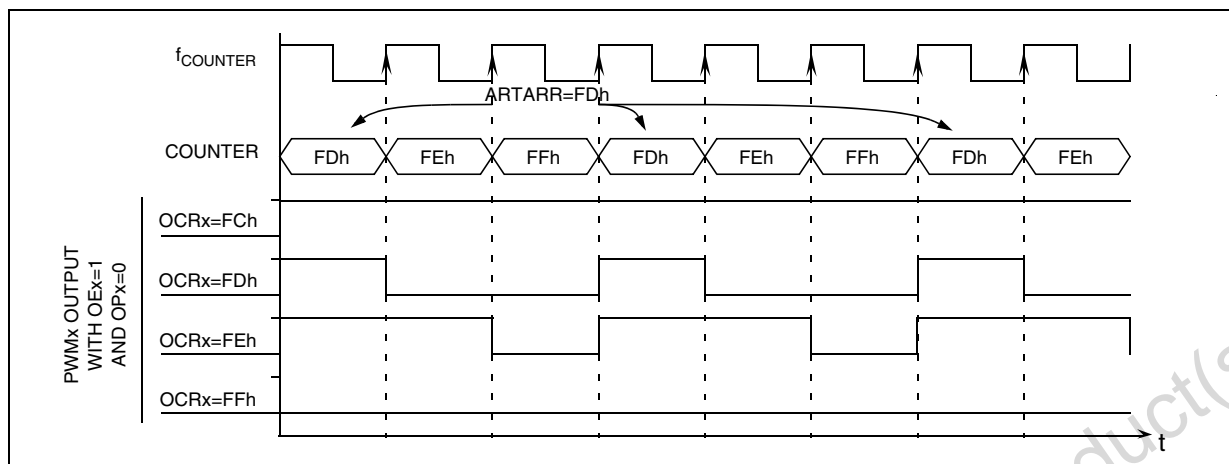 fCOUNTER
ARTARR=FDh
COUNTER
FDh FEh FFh FDh FEh FFh FDh FEh
PWMx OUTPUT
WITH OEx=1
AND OPx=0
OCRx=FCh
OCRx=FDh
OCRx=FEh
OCRx=FFh
t
duct(s